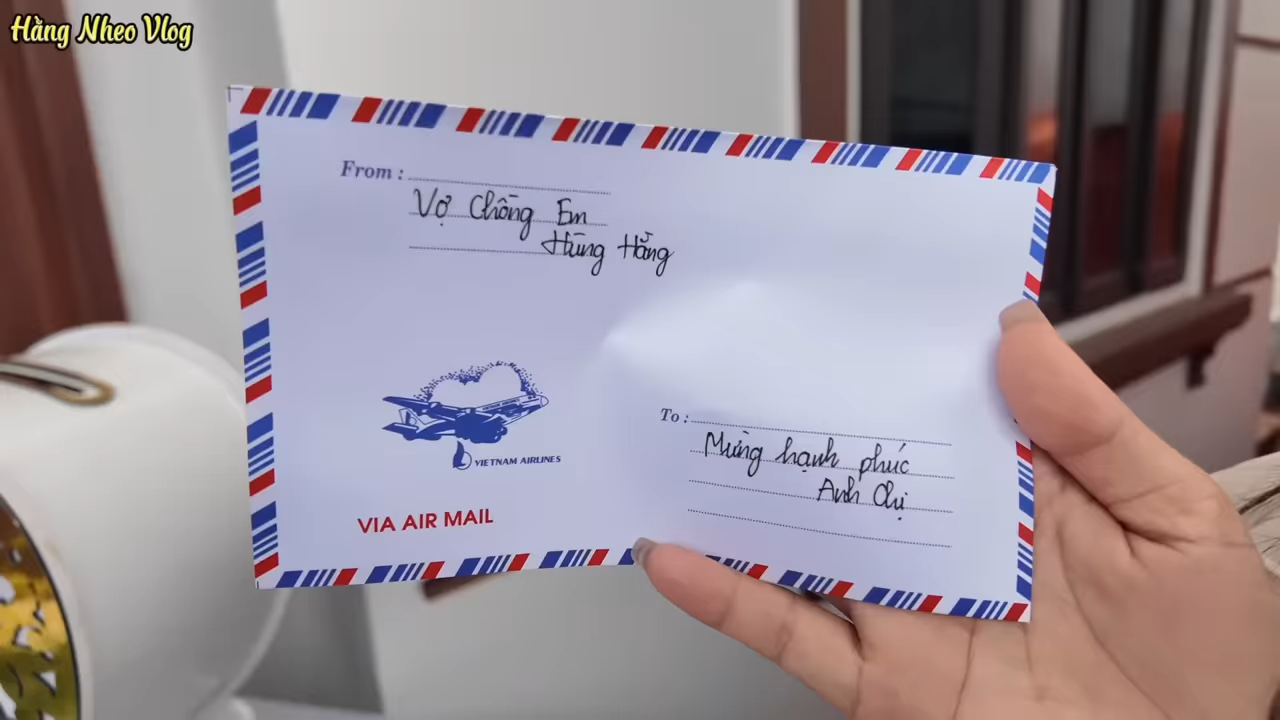 Hằng Nheo Vlog
From :
Vợ Chồng Em
Hùng Hằng
VIETNAM AIRLINES
VIA AIR MAIL
To :
Mừng hạnh phúc
Anh Chị